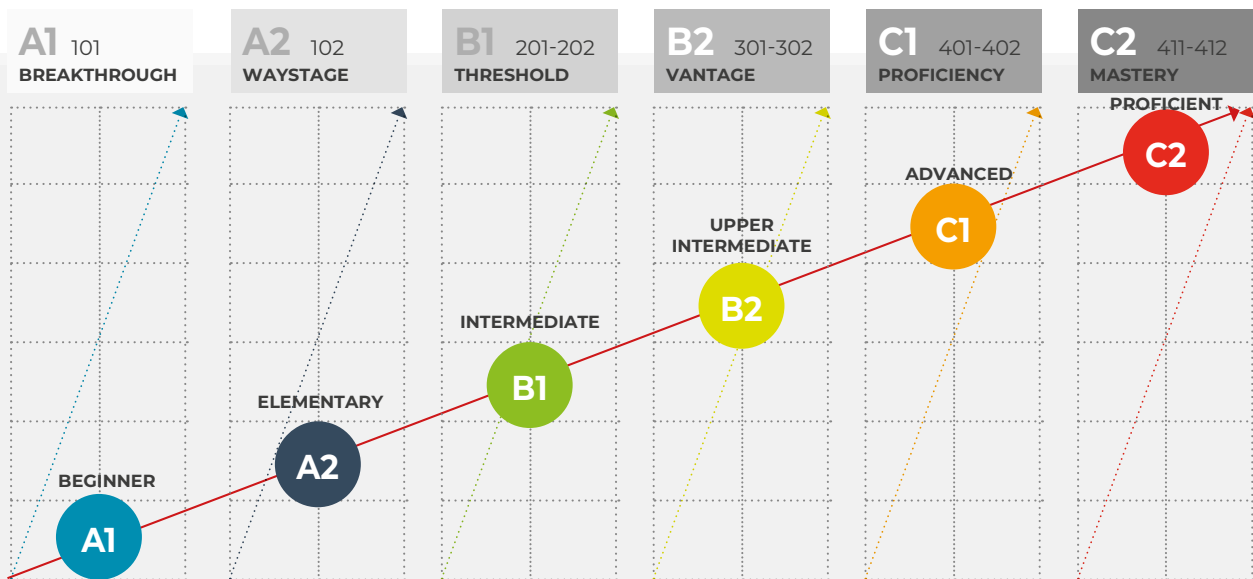 A1 101
BREAKTHROUGH
A2 102
WAYSTAGE
B1 201-202
THRESHOLD
B2 301-302
VANTAGE
C1 401-402
PROFICIENCY
C2 411-412
MASTERY
PROFICIENT
C2
ADVANCED
C1
UPPER
INTERMEDIATE
B2
INTERMEDIATE
B1
ELEMENTARY
A2
BEGINNER
A1